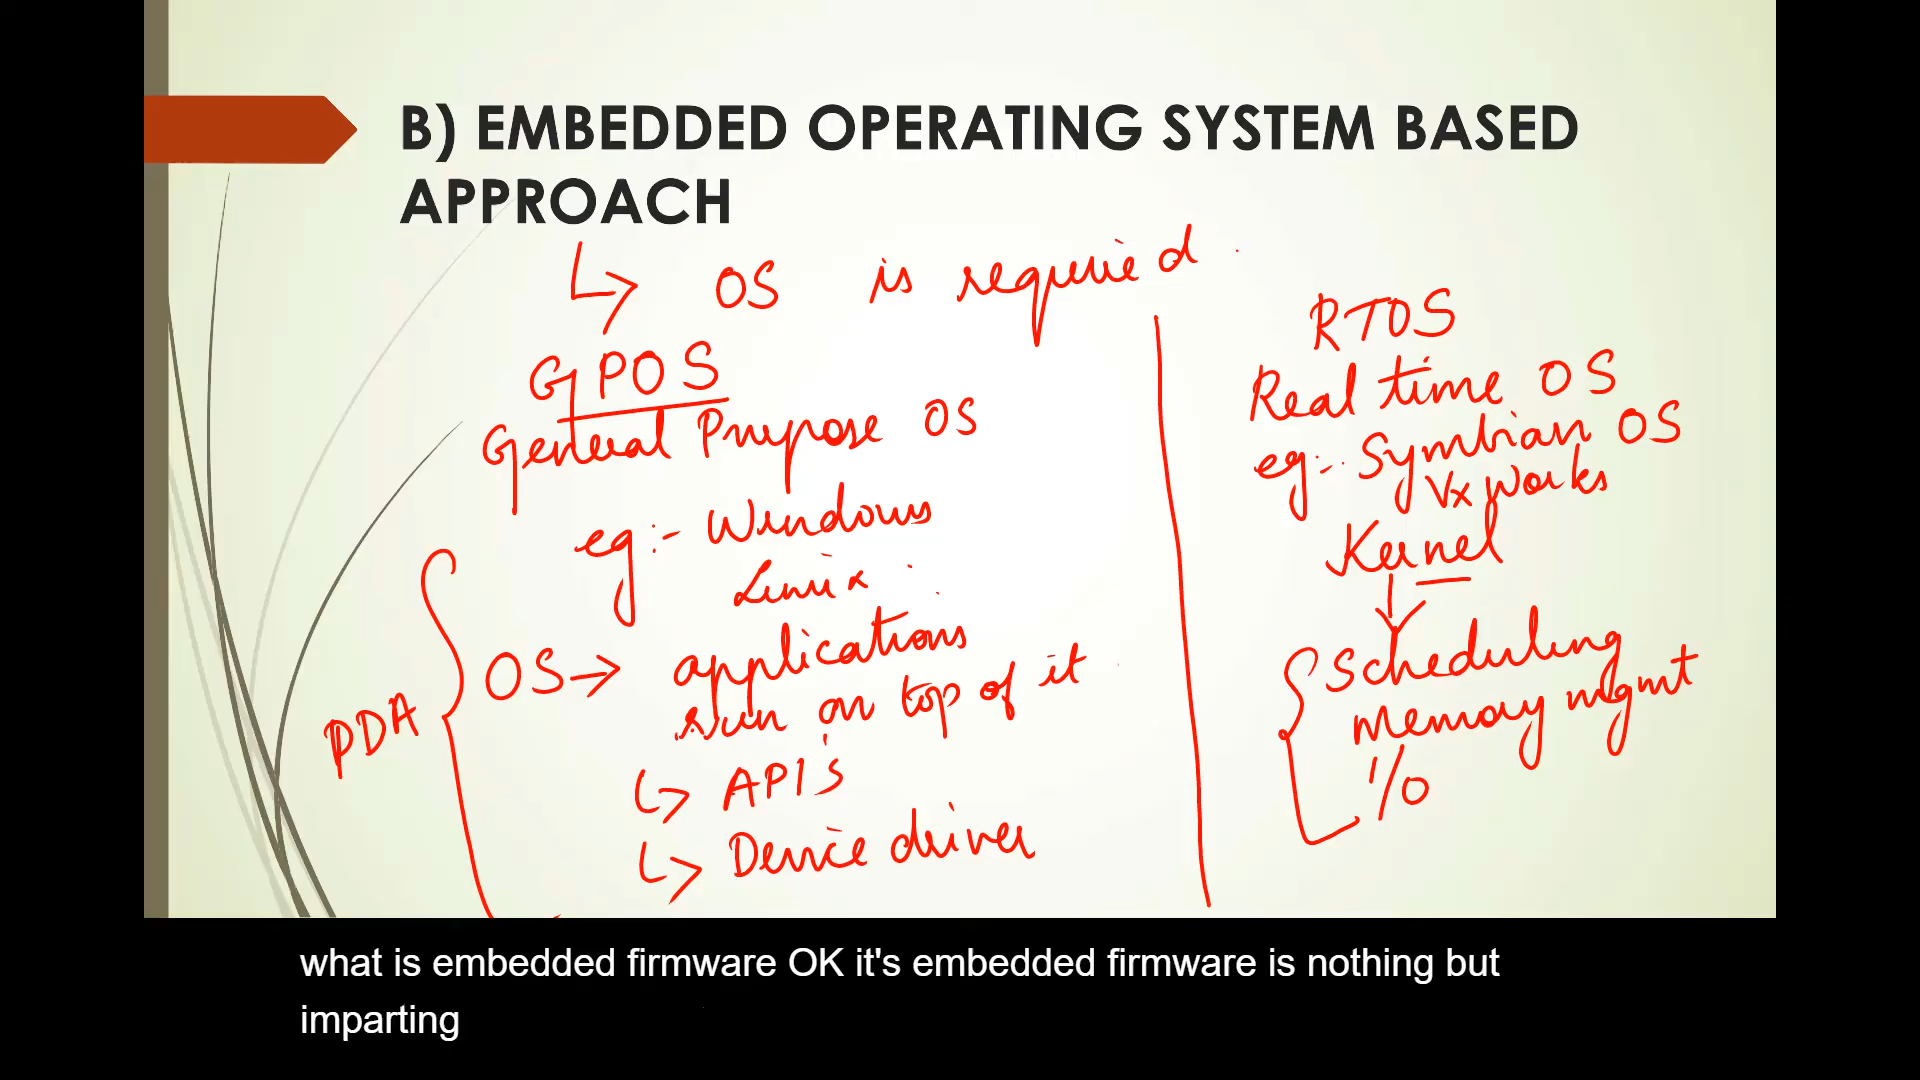 B) EMBEDDED OPERATING SYSTEM BASED
APPROACH
↳ OS is required.
GPOS
General Purpose OS
eg:- Windows
Linux
OS → applications
run on top of it
PDA
↳ API's
↳ Device driver
RTOS
Real time OS
eg:- Symbian OS
VxWorks
Kernel
Scheduling
Memory mgmt
I/O
what is embedded firmware OK it's embedded firmware is nothing but
imparting